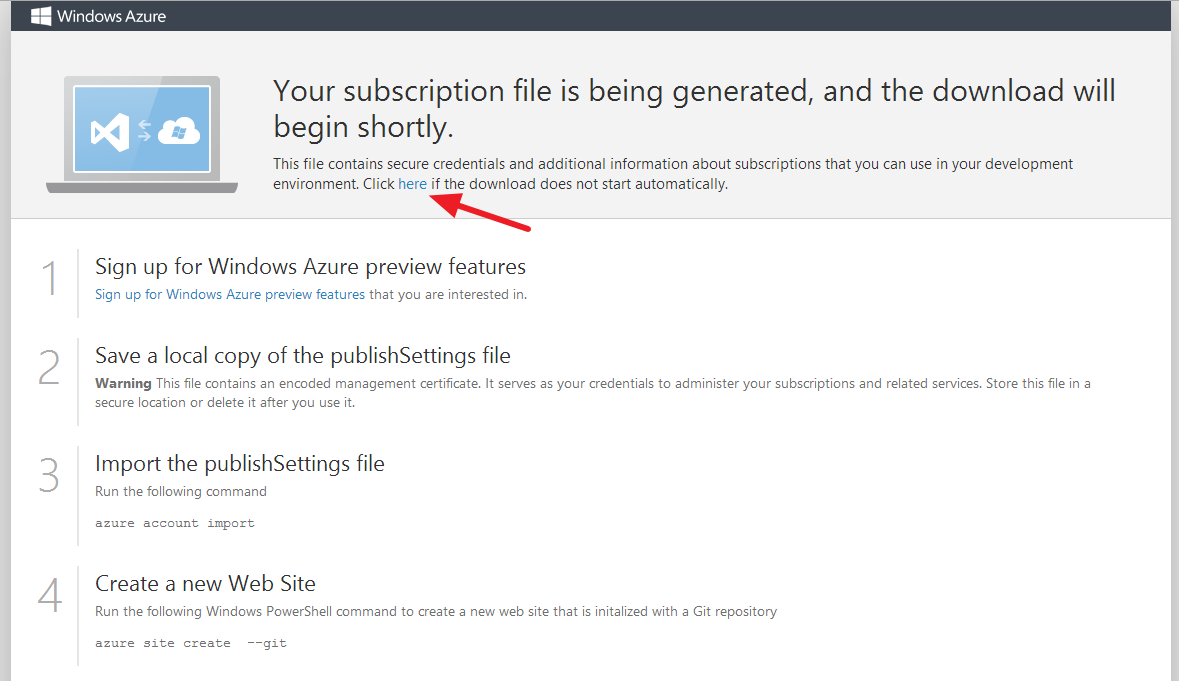 Windows Azure
Your subscription file is being generated, and the download will
begin shortly.
This file contains secure credentials and additional information about subscriptions that you can use in your development
environment. Click here if the download does not start automatically.
1
Sign up for Windows Azure preview features
Sign up for Windows Azure preview features that you are interested in.
2
Save a local copy of the publishSettings file
Warning This file contains an encoded management certificate. It serves as your credentials to administer your subscriptions and related services. Store this file in a
secure location or delete it after you use it.
3
Import the publishSettings file
Run the following command
azure account import
4
Create a new Web Site
Run the following Windows PowerShell command to create a new web site that is initalized with a Git repository
azure site create  --git